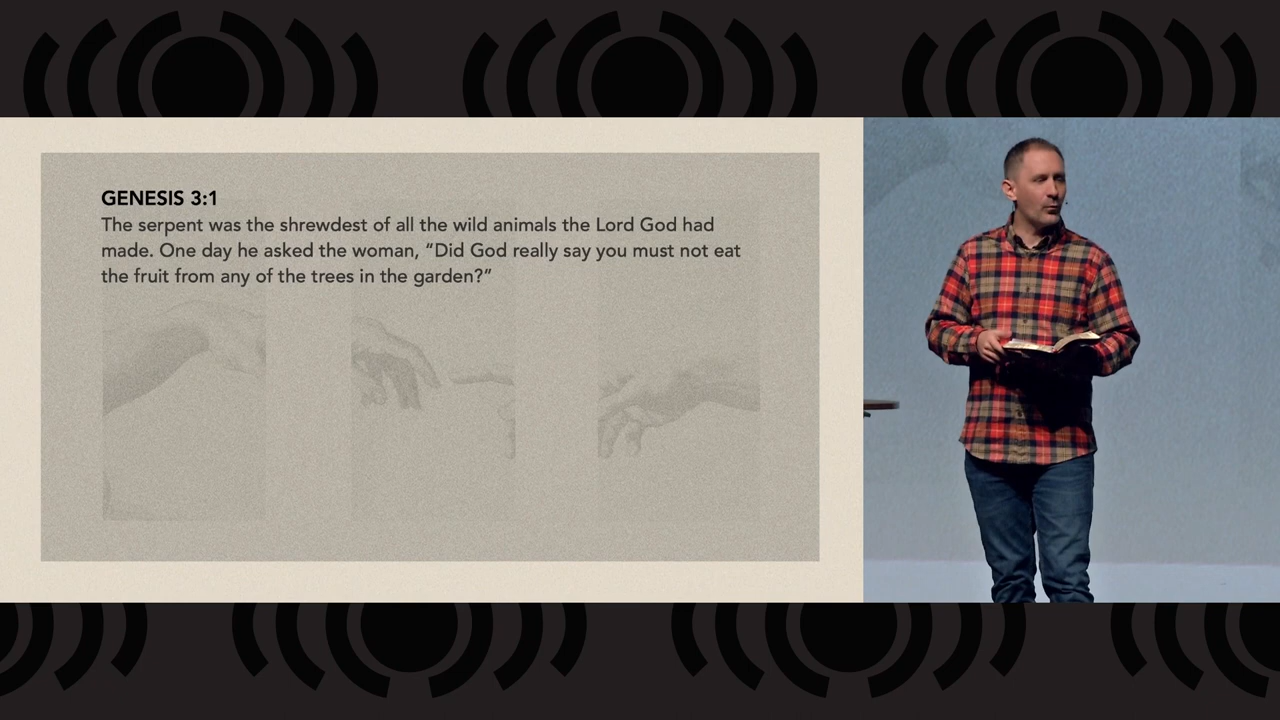 GENESIS 3:1
The serpent was the shrewdest of all the wild animals the Lord God had
made. One day he asked the woman, “Did God really say you must not eat
the fruit from any of the trees in the garden?”